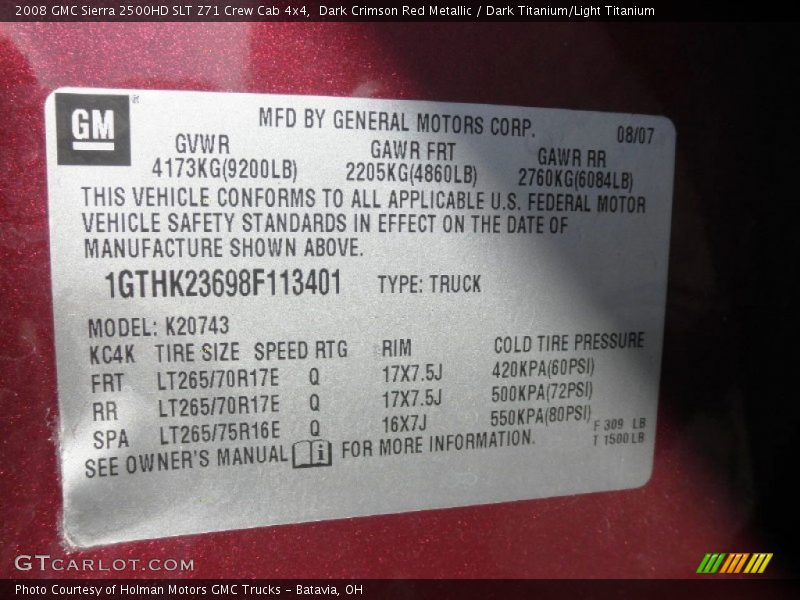 2008 GMC Sierra 2500HD SLT Z71 Crew Cab 4x4, Dark Crimson Red Metallic / Dark Titanium/Light Titanium
GM
MFD BY GENERAL MOTORS CORP. 08/07
GVWR GAWR FRT GAWR RR
4173KG(9200LB) 2205KG(4860LB) 2760KG(6084LB)
THIS VEHICLE CONFORMS TO ALL APPLICABLE U.S. FEDERAL MOTOR
VEHICLE SAFETY STANDARDS IN EFFECT ON THE DATE OF
MANUFACTURE SHOWN ABOVE.
1GTHK23698F113401 TYPE: TRUCK
MODEL: K20743
KC4K TIRE SIZE SPEED RTG RIM COLD TIRE PRESSURE
FRT LT265/70R17E Q 17X7.5J 420KPA(60PSI)
RR LT265/70R17E Q 17X7.5J 500KPA(72PSI)
SPA LT265/75R16E Q 16X7J 550KPA(80PSI)
F 309 LB
T 1500LB
SEE OWNER'S MANUAL i FOR MORE INFORMATION.
GTCARLOT.COM
Photo Courtesy of Holman Motors GMC Trucks - Batavia, OH